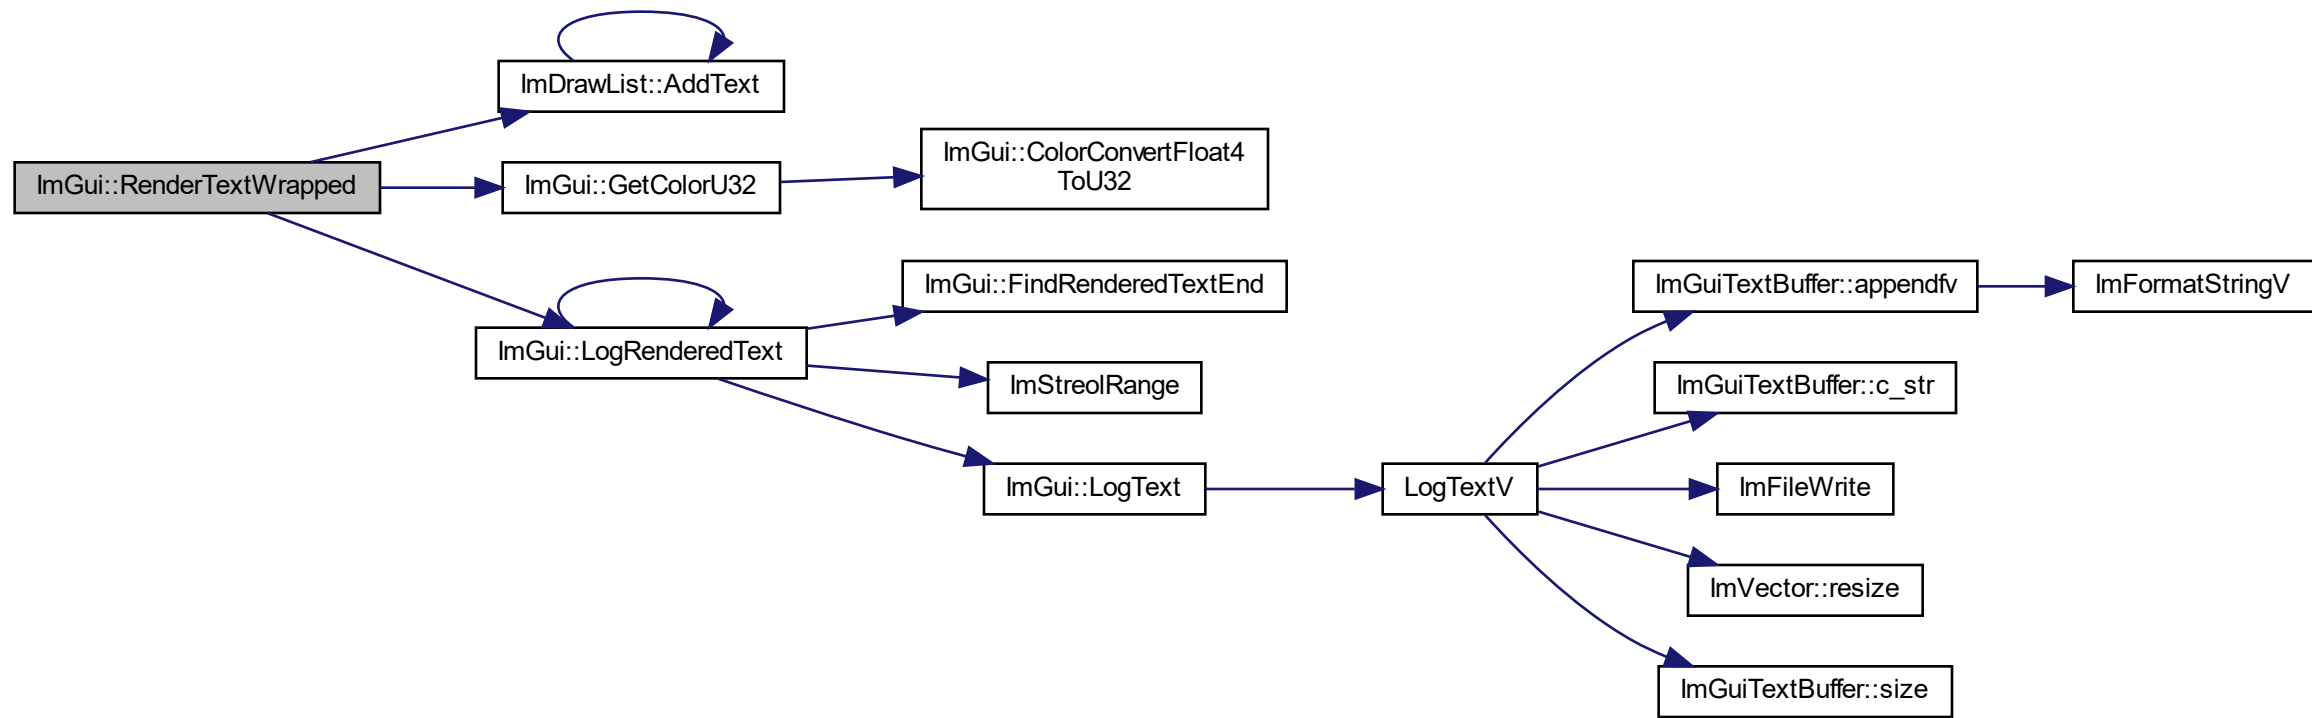 ImDrawList::AddText
ImGui::RenderTextWrapped
ImGui::GetColorU32
ImGui::ColorConvertFloat4
ToU32
ImGui::LogRenderedText
ImGui::FindRenderedTextEnd
ImStreolRange
ImGui::LogText
LogTextV
ImGuiTextBuffer::appendfv
ImFormatStringV
ImGuiTextBuffer::c_str
ImFileWrite
ImVector::resize
ImGuiTextBuffer::size